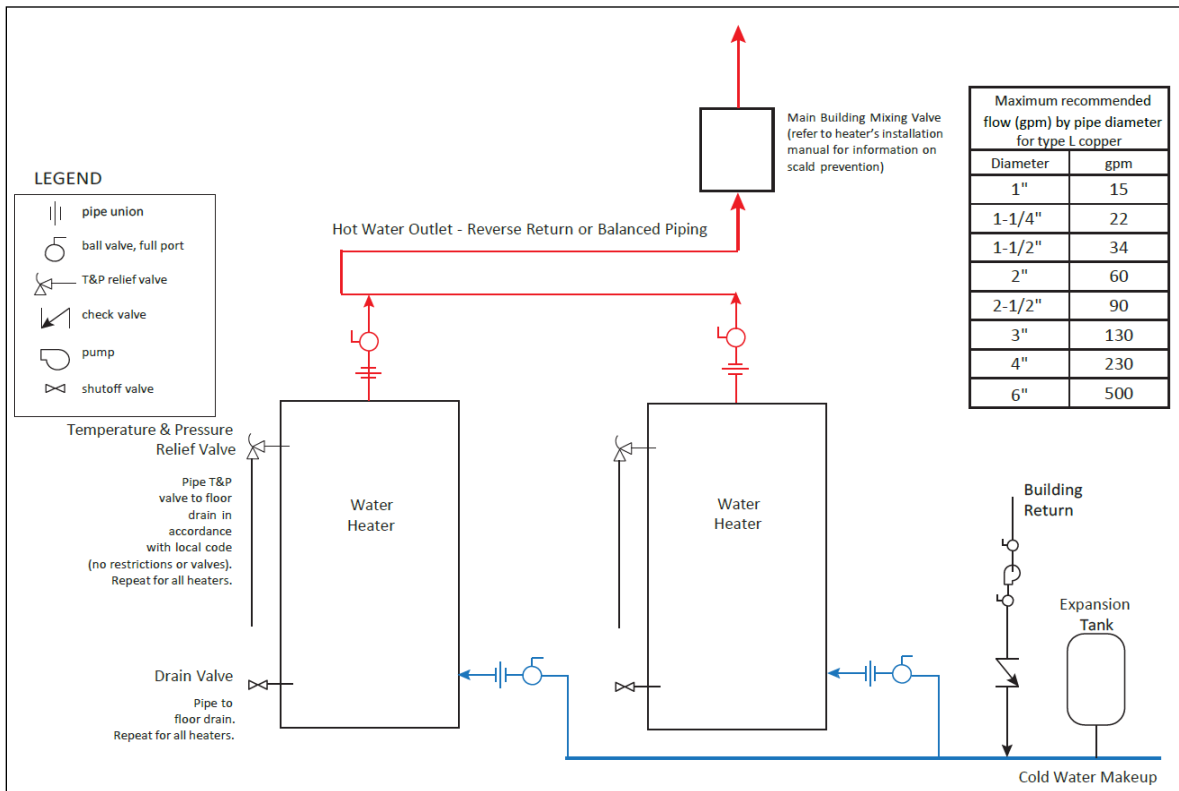 LEGEND
pipe union
ball valve, full port
T&P relief valve
check valve
pump
shutoff valve
Main Building Mixing Valve
(refer to heater's installation
manual for information on
scald prevention)
Maximum recommended
flow (gpm) by pipe diameter
for type L copper
Diameter gpm
1" 15
1-1/4" 22
1-1/2" 34
2" 60
2-1/2" 90
3" 130
4" 230
6" 500
Hot Water Outlet - Reverse Return or Balanced Piping
Temperature & Pressure
Relief Valve
Pipe T&P
valve to floor
drain in
accordance
with local code
(no restrictions or valves).
Repeat for all heaters.
Water
Heater
Water
Heater
Building
Return
Expansion
Tank
Drain Valve
Pipe to
floor drain.
Repeat for all heaters.
Cold Water Makeup